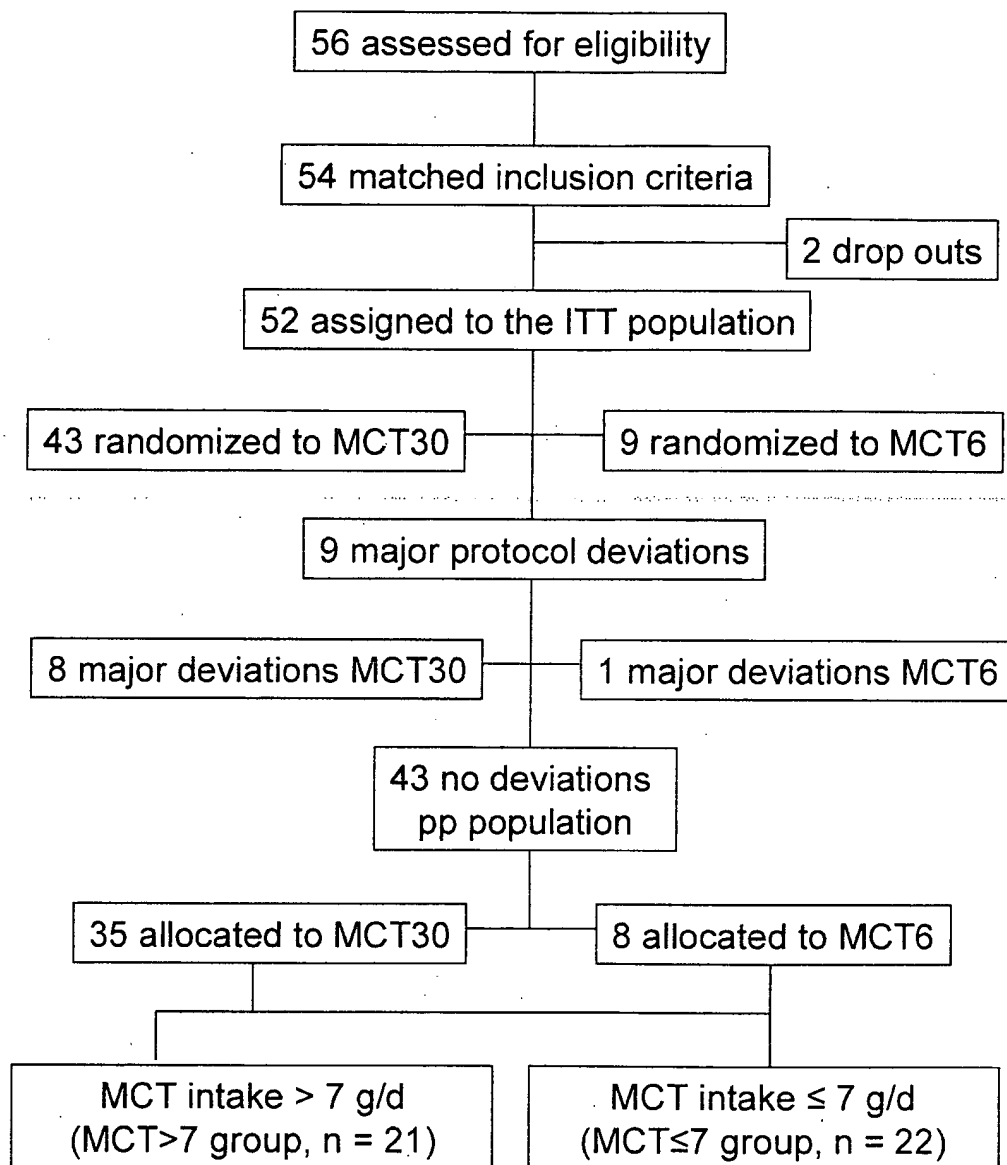 56 assessed for eligibility
54 matched inclusion criteria
2 drop outs
52 assigned to the ITT population
43 randomized to MCT30
9 randomized to MCT6
9 major protocol deviations
8 major deviations MCT30
1 major deviations MCT6
43 no deviations
pp population
35 allocated to MCT30
8 allocated to MCT6
MCT intake > 7 g/d
(MCT>7 group, n = 21)
MCT intake ≤ 7 g/d
(MCT≤7 group, n = 22)